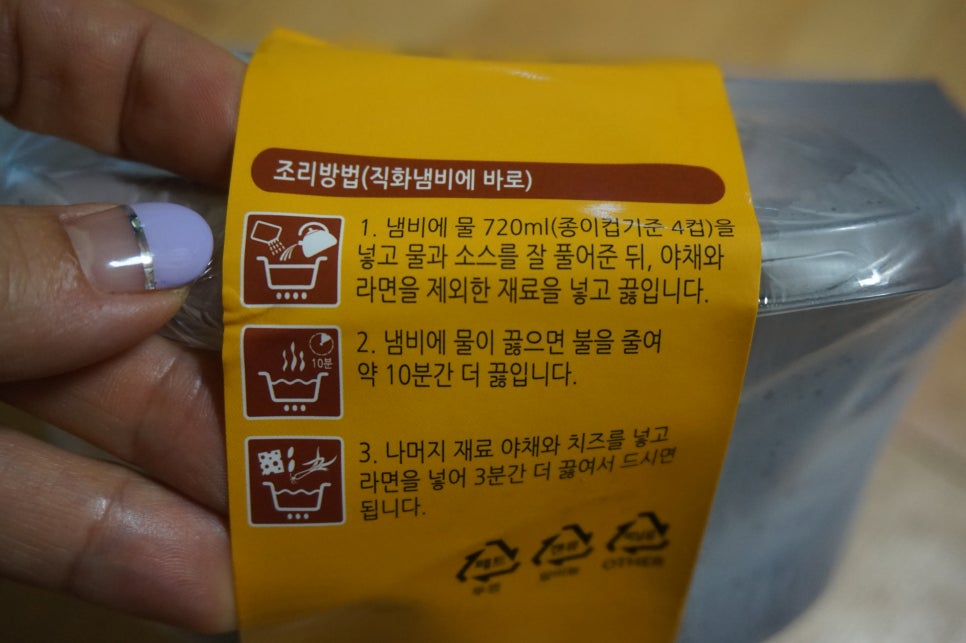 조리방법(직화냄비에 바로)
1. 냄비에 물 720ml(종이컵기준 4컵)을
넣고 물과 소스를 잘 풀어준 뒤, 야채와
라면을 제외한 재료을 넣고 끓입니다.
10분
2. 냄비에 물이 끓으면 불을 줄여
약 10분간 더 끓입니다.
3. 나머지 재료 야채와 치즈를 넣고
라면을 넣어 3분간 더 끓여서 드시면
됩니다.
페트
OTHER